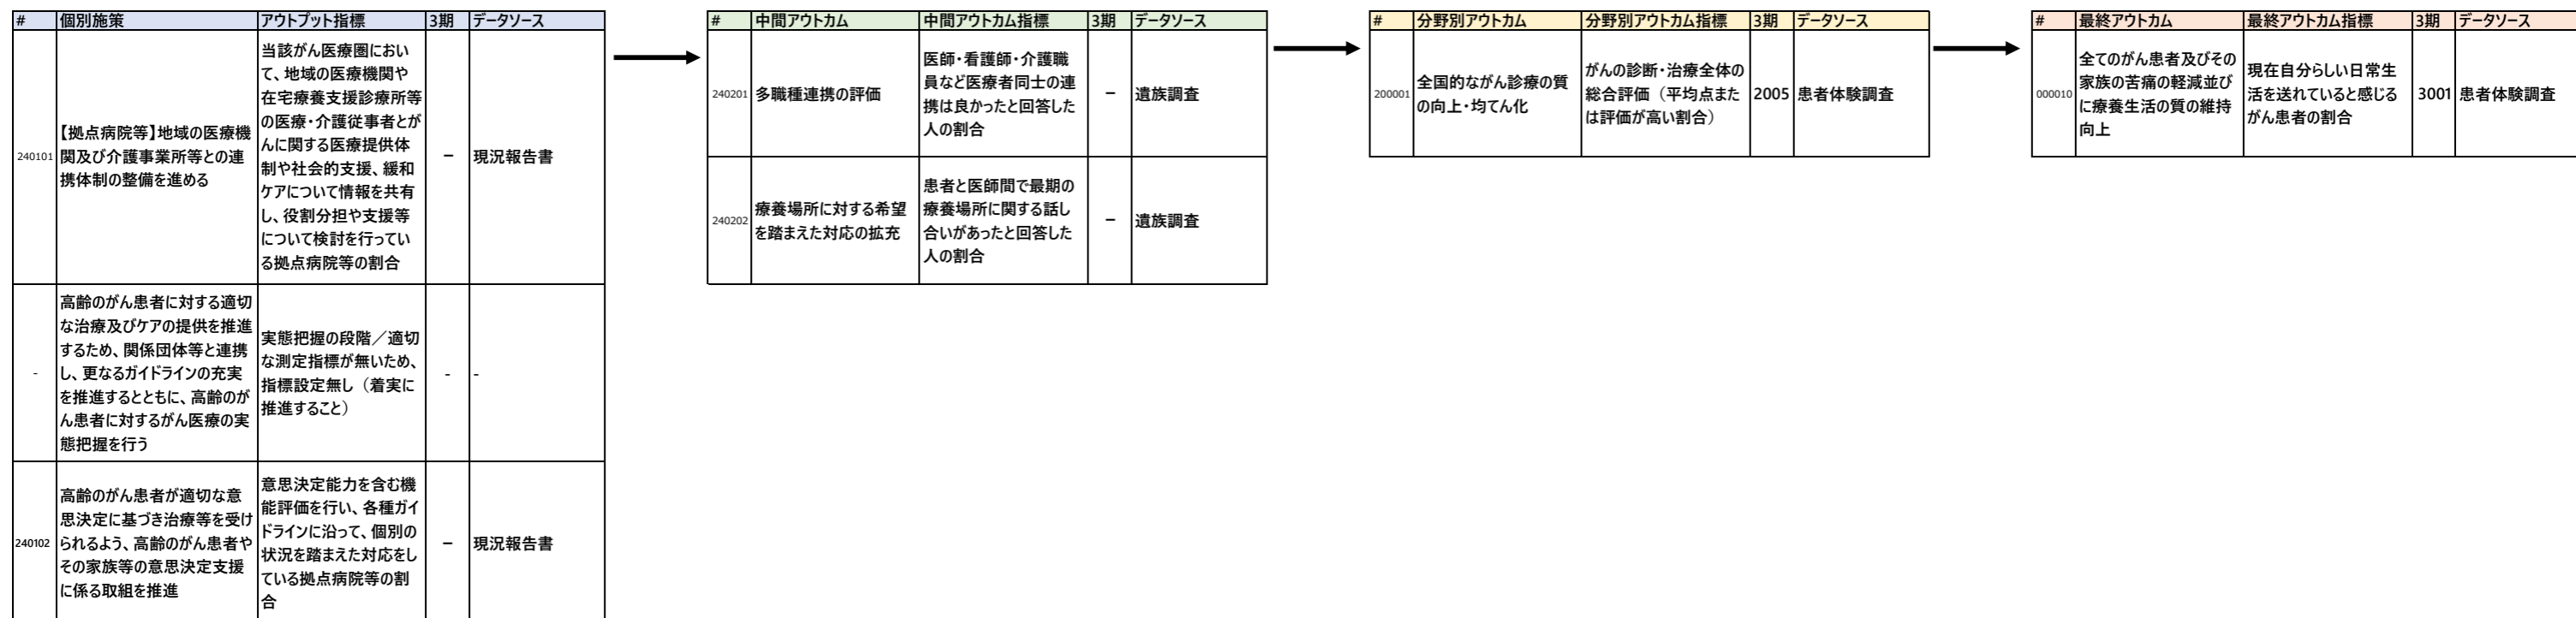 # 個別施策 アウトプット指標 3期 データソース
240101
【拠点病院等】地域の医療機
関及び介護事業所等との連
携体制の整備を進める
当該がん医療圏におい
て、地域の医療機関や
在宅療養支援診療所等
の医療・介護従事者とが
んに関する医療提供体
制や社会的支援、緩和
ケアについて情報を共有
し、役割分担や支援等
について検討を行ってい
る拠点病院等の割合
－
現況報告書
-
高齢のがん患者に対する適切
な治療及びケアの提供を推進
するため、関係団体等と連携
し、更なるガイドラインの充実
を推進するとともに、高齢のが
ん患者に対するがん医療の実
態把握を行う
実態把握の段階／適切
な測定指標が無いため、
指標設定無し（着実に
推進すること）
-
-
240102
高齢のがん患者が適切な意
思決定に基づき治療等を受け
られるよう、高齢のがん患者や
その家族等の意思決定支援
に係る取組を推進
意思決定能力を含む機
能評価を行い、各種ガイ
ドラインに沿って、個別の
状況を踏まえた対応をし
ている拠点病院等の割
合
－
現況報告書
# 中間アウトカム 中間アウトカム指標 3期 データソース
240201
多職種連携の評価
医師・看護師・介護職
員など医療者同士の連
携は良かったと回答した
人の割合
－
遺族調査
240202
療養場所に対する希望
を踏まえた対応の拡充
患者と医師間で最期の
療養場所に関する話し
合いがあったと回答した
人の割合
－
遺族調査
# 分野別アウトカム 分野別アウトカム指標 3期 データソース
200001
全国的ながん診療の質
の向上・均てん化
がんの診断・治療全体の
総合評価（平均点また
は評価が高い割合）
2005
患者体験調査
# 最終アウトカム 最終アウトカム指標 3期 データソース
000010
全てのがん患者及びその
家族の苦痛の軽減並び
に療養生活の質の維持
向上
現在自分らしい日常生
活を送れていると感じる
がん患者の割合
3001
患者体験調査